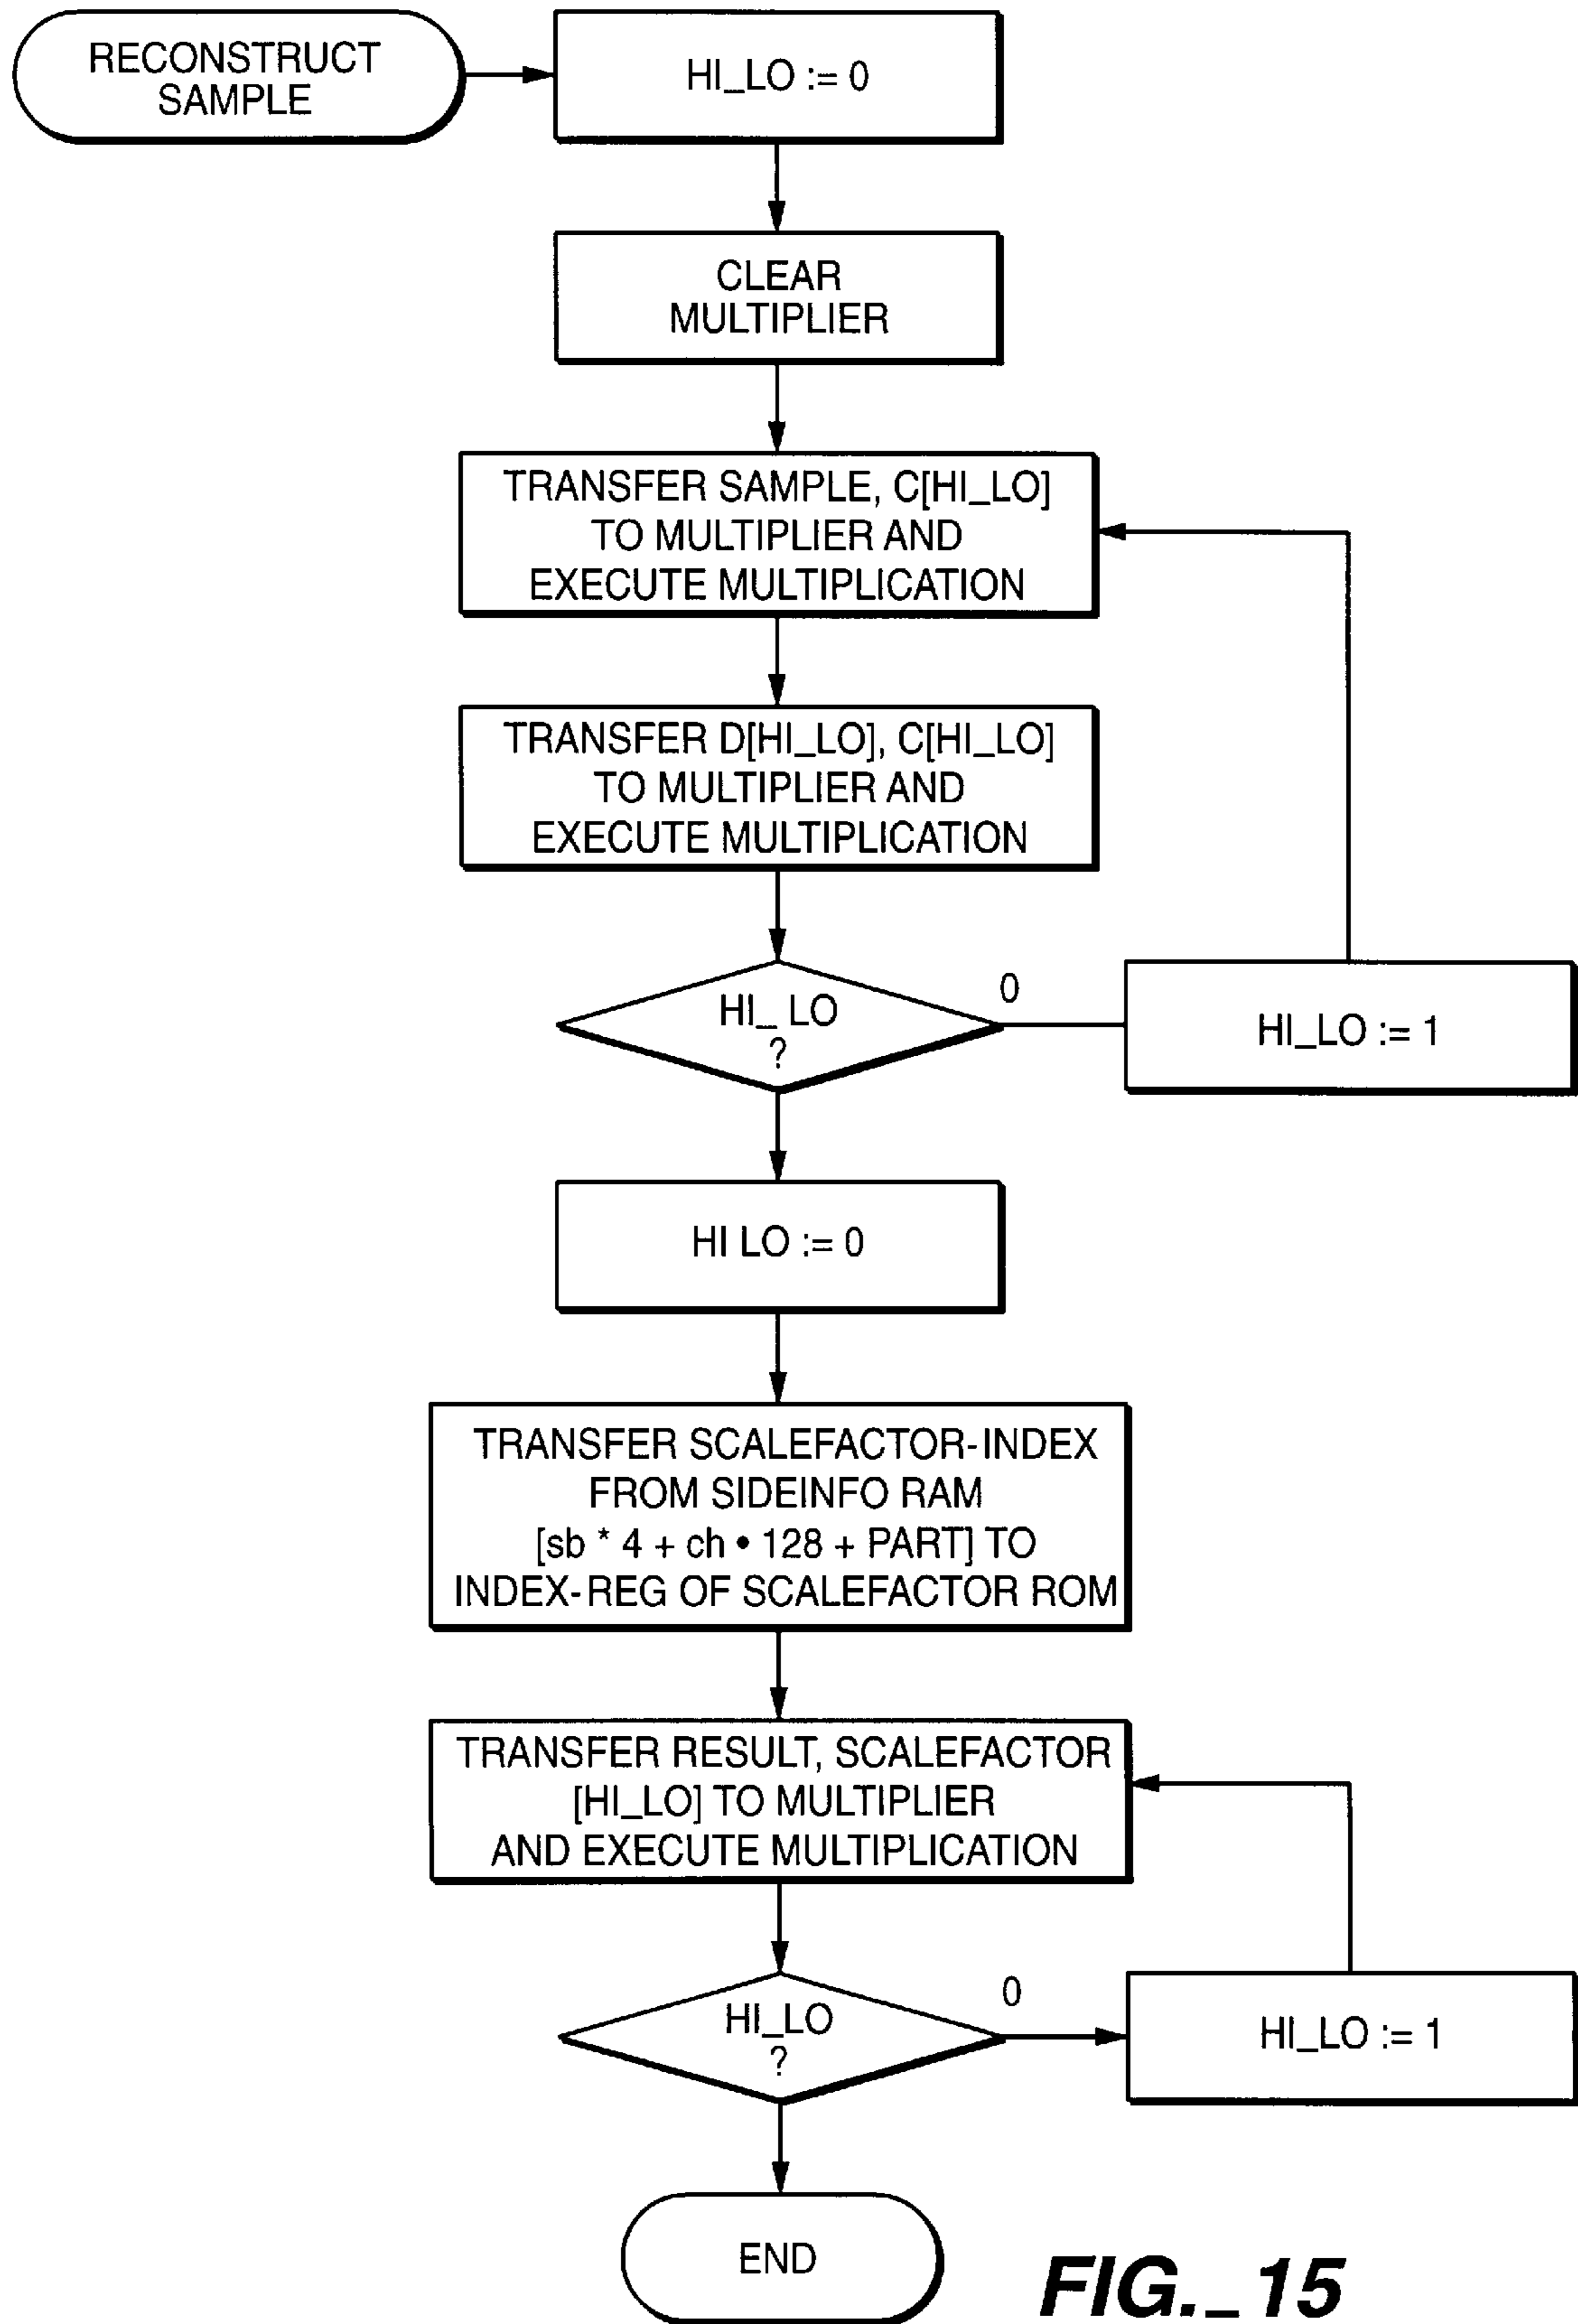 RECONSTRUCT
SAMPLE
HI_LO := 0
CLEAR
MULTIPLIER
TRANSFER SAMPLE, C[HI_LO]
TO MULTIPLIER AND
EXECUTE MULTIPLICATION
TRANSFER D[HI_LO], C[HI_LO]
TO MULTIPLIER AND
EXECUTE MULTIPLICATION
HI_ LO
?
0
HI_LO := 1
HI LO := 0
TRANSFER SCALEFACTOR-INDEX
FROM SIDEINFO RAM
[sb * 4 + ch • 128 + PART] TO
INDEX-REG OF SCALEFACTOR ROM
TRANSFER RESULT, SCALEFACTOR
[HI_LO] TO MULTIPLIER
AND EXECUTE MULTIPLICATION
HI_LO
?
0
HI_LO := 1
END
FIG._ 15